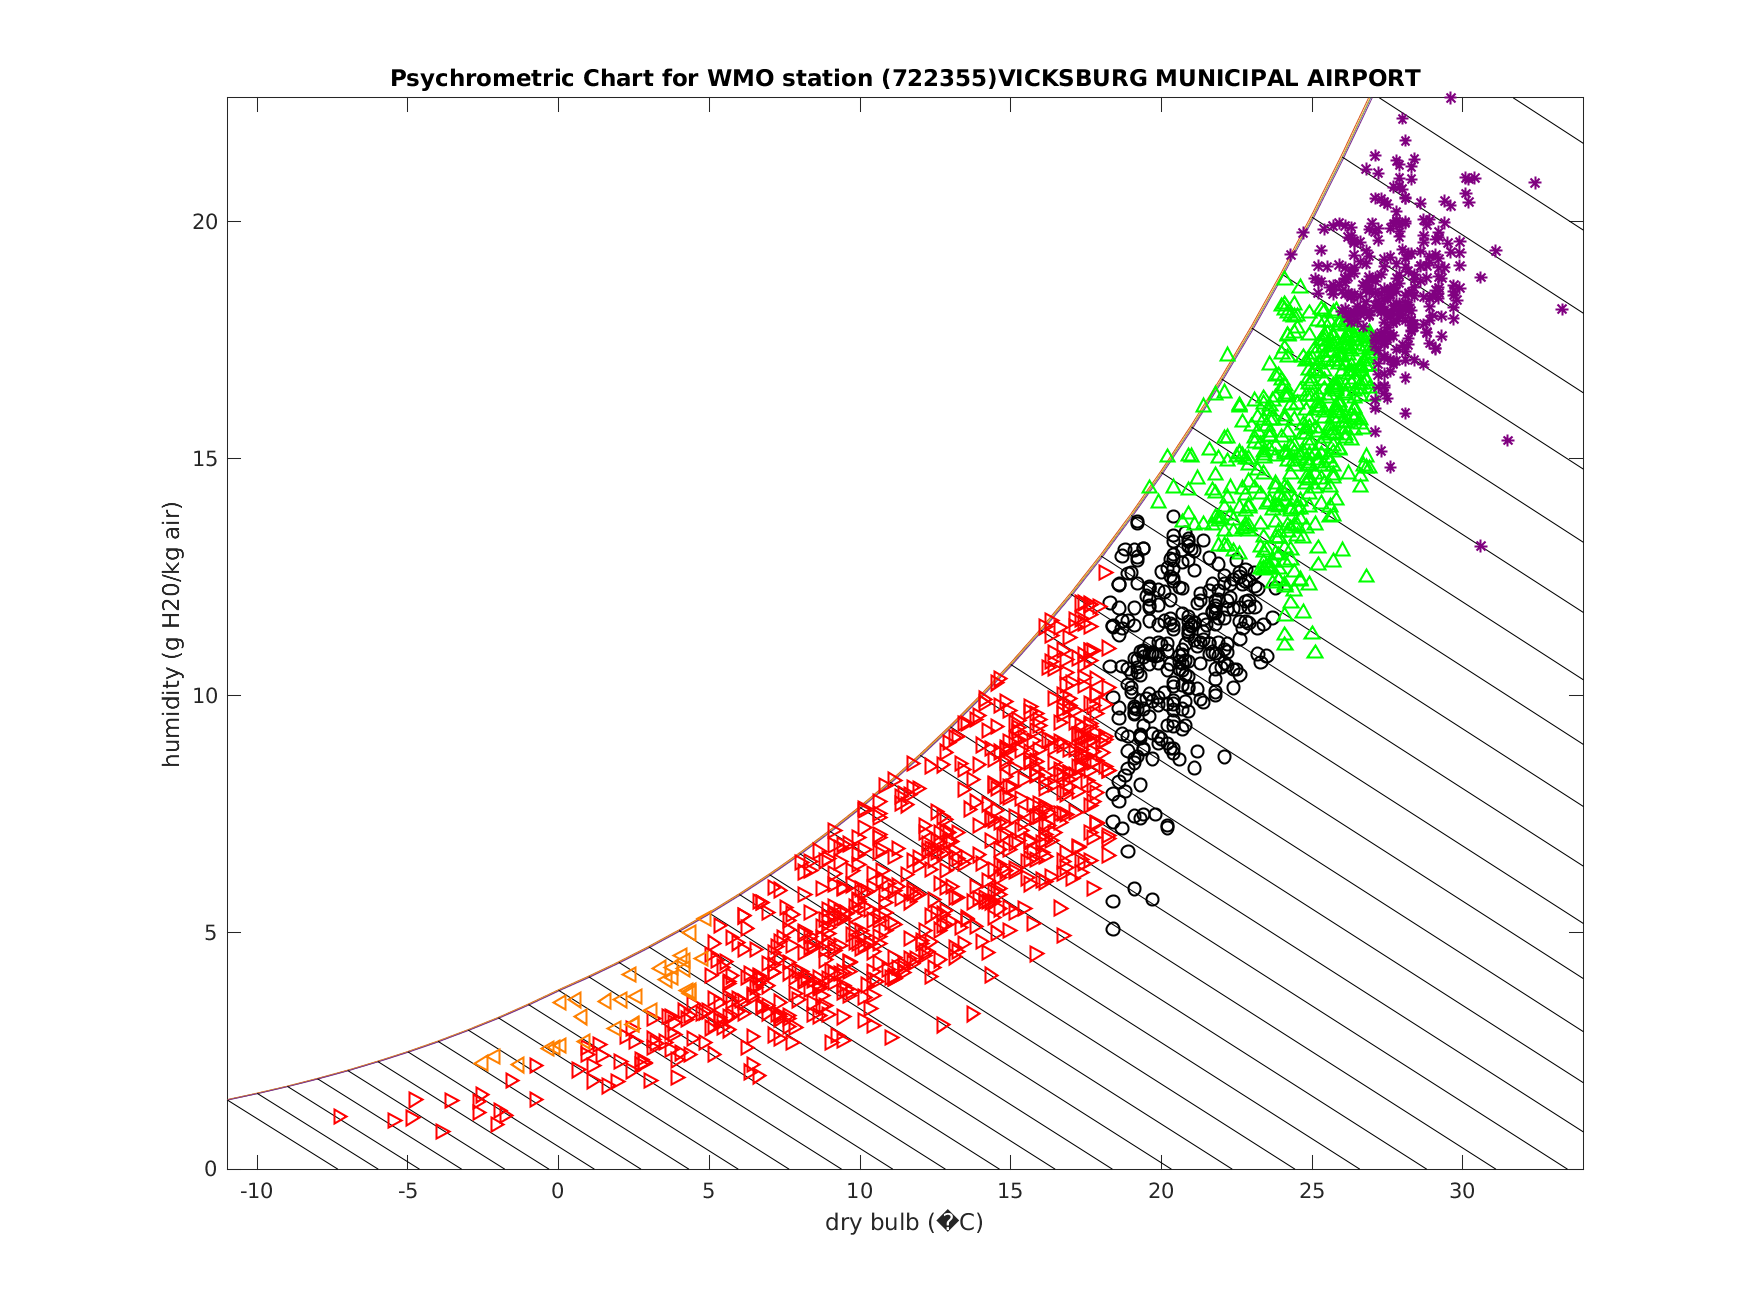 Psychrometric Chart for WMO station (722355)VICKSBURG MUNICIPAL AIRPORT
20
15
10
5
0
humidity (g H20/kg air)
-10 -5 0 5 10 15 20 25 30
dry bulb (�C)